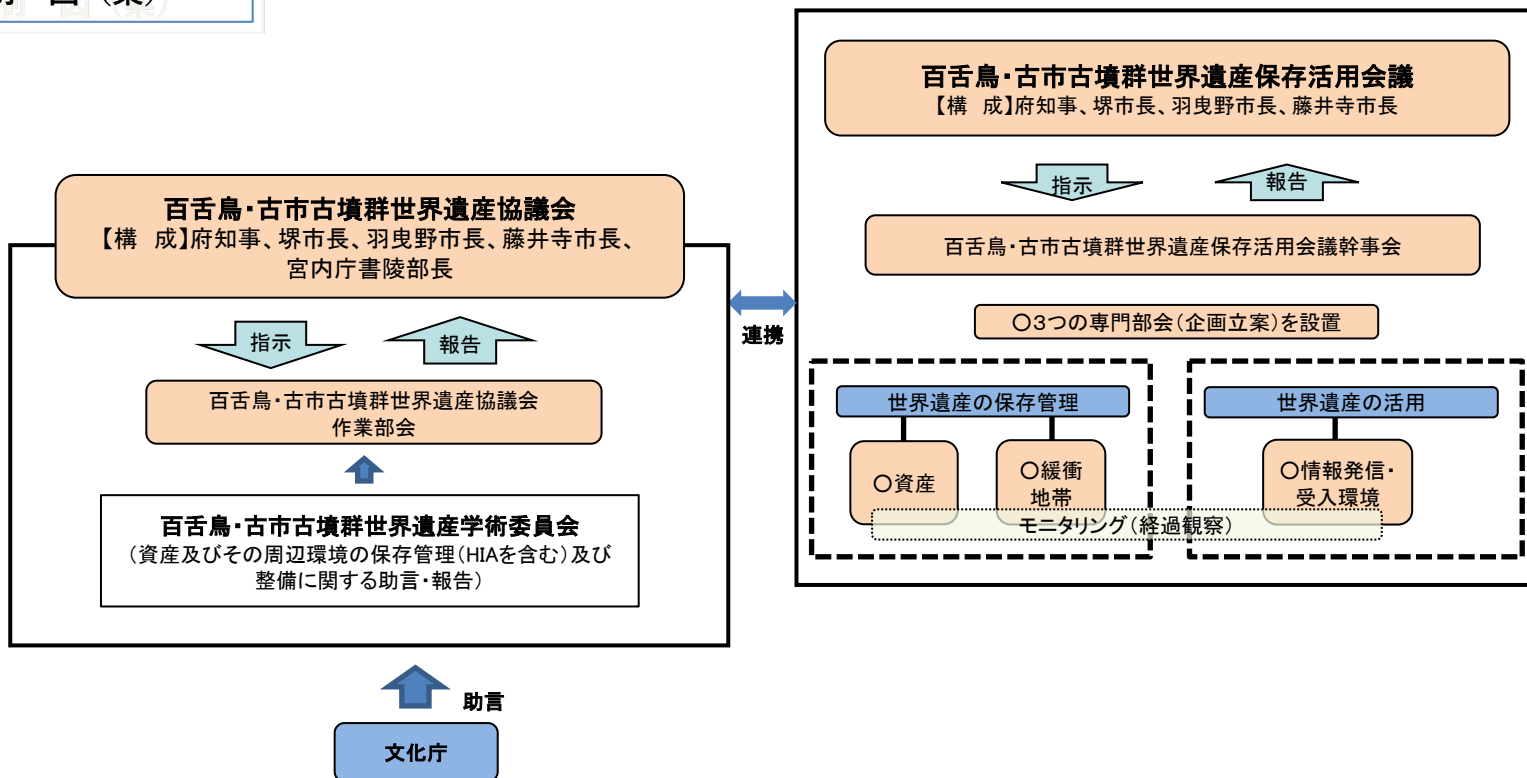 回(案)
百舌鳥・古市古墳群世界遺産協議会
【構 成】府知事、堺市長、羽曳野市長、藤井寺市長、
宮内庁書陵部長
指示
報告
百舌鳥・古市古墳群世界遺産協議会
作業部会
百舌鳥・古市古墳群世界遺産学術委員会
(資産及びその周辺環境の保存管理(HIAを含む)及び
整備に関する助言・報告)
助言
文化庁
連携
百舌鳥・古市古墳群世界遺産保存活用会議
【構 成】府知事、堺市長、羽曳野市長、藤井寺市長
指示
報告
百舌鳥・古市古墳群世界遺産保存活用会議幹事会
○3つの専門部会(企画立案)を設置
世界遺産の保存管理
○資産
○緩衝
地帯
世界遺産の活用
○情報発信・
受入環境
モニタリング(経過観察)